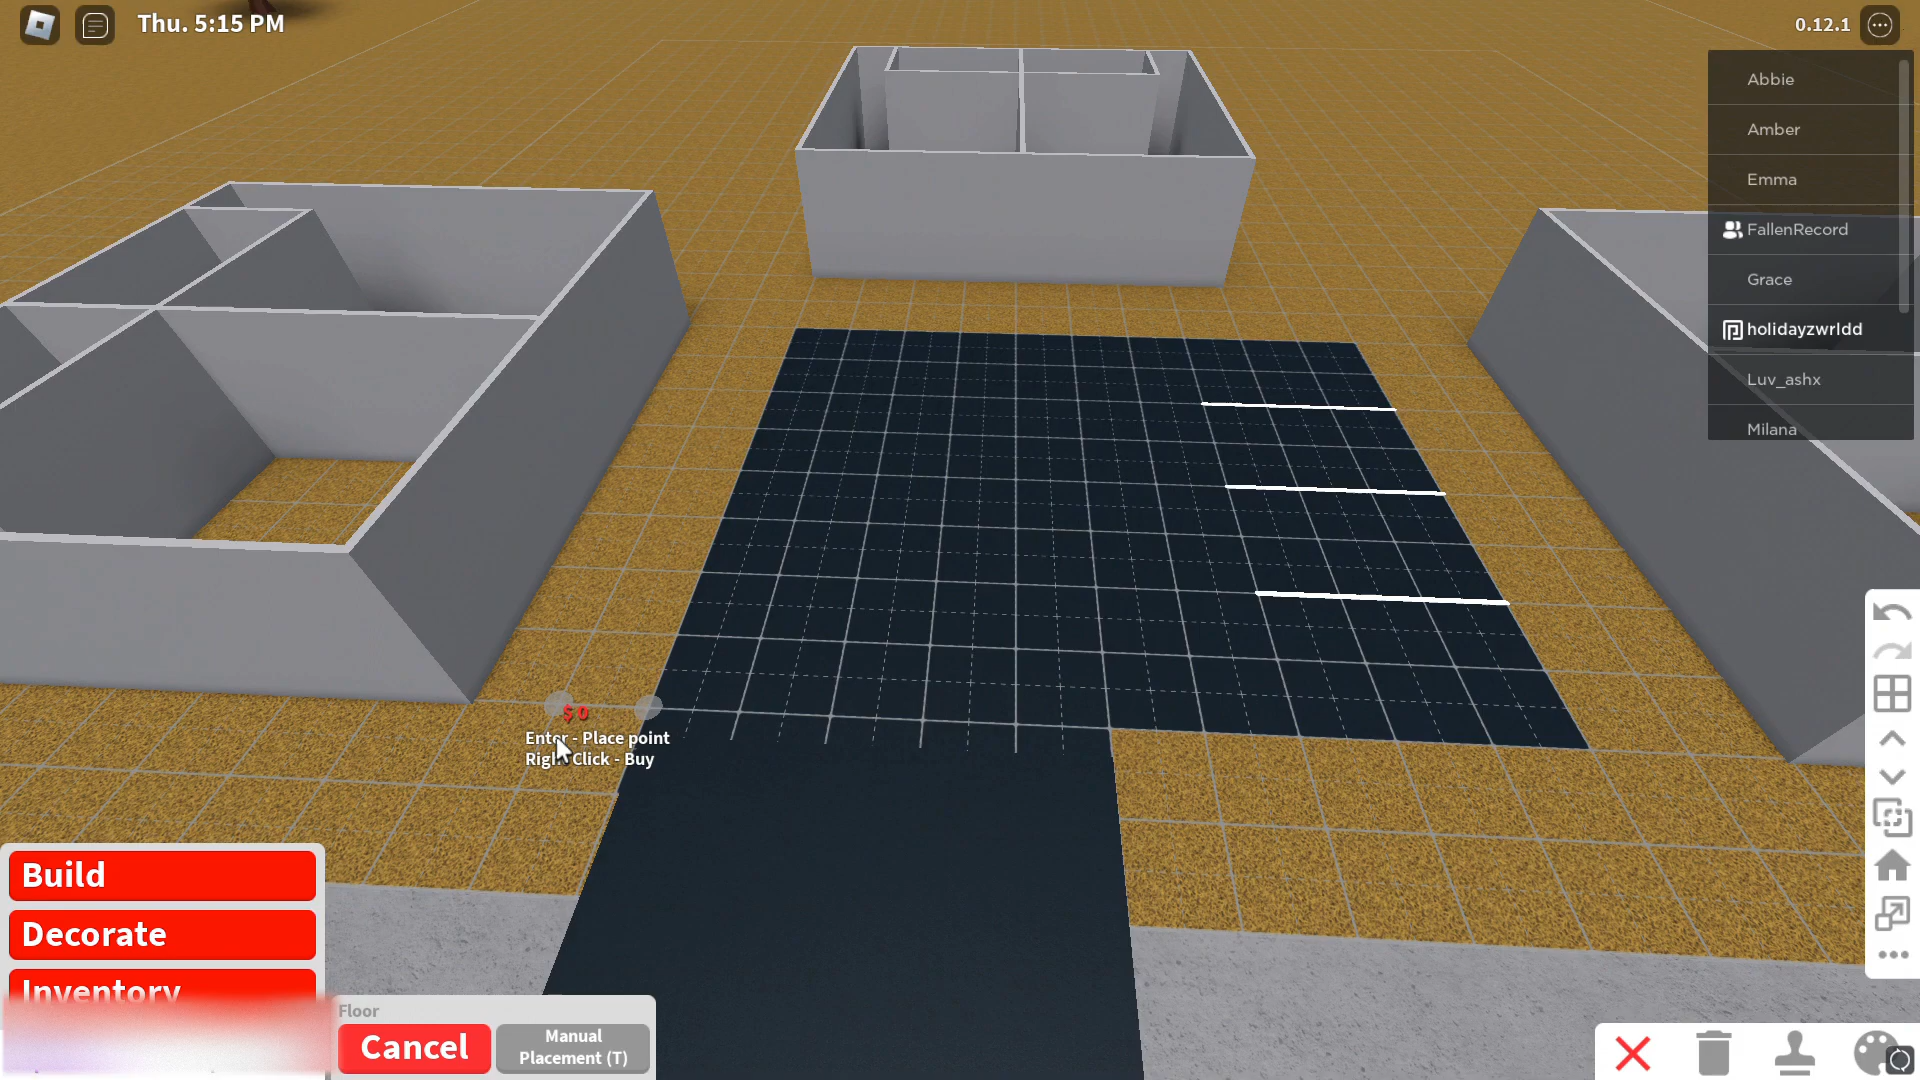 Thu. 5:15 PM
0.12.1
Abbie
Amber
Emma
FallenRecord
Grace
holidayzwrldd
Luv_ashx
Milana
$ 0
Enter - Place point
Right Click - Buy
Build
Decorate
Inventory
Floor
Cancel
Manual
Placement (T)